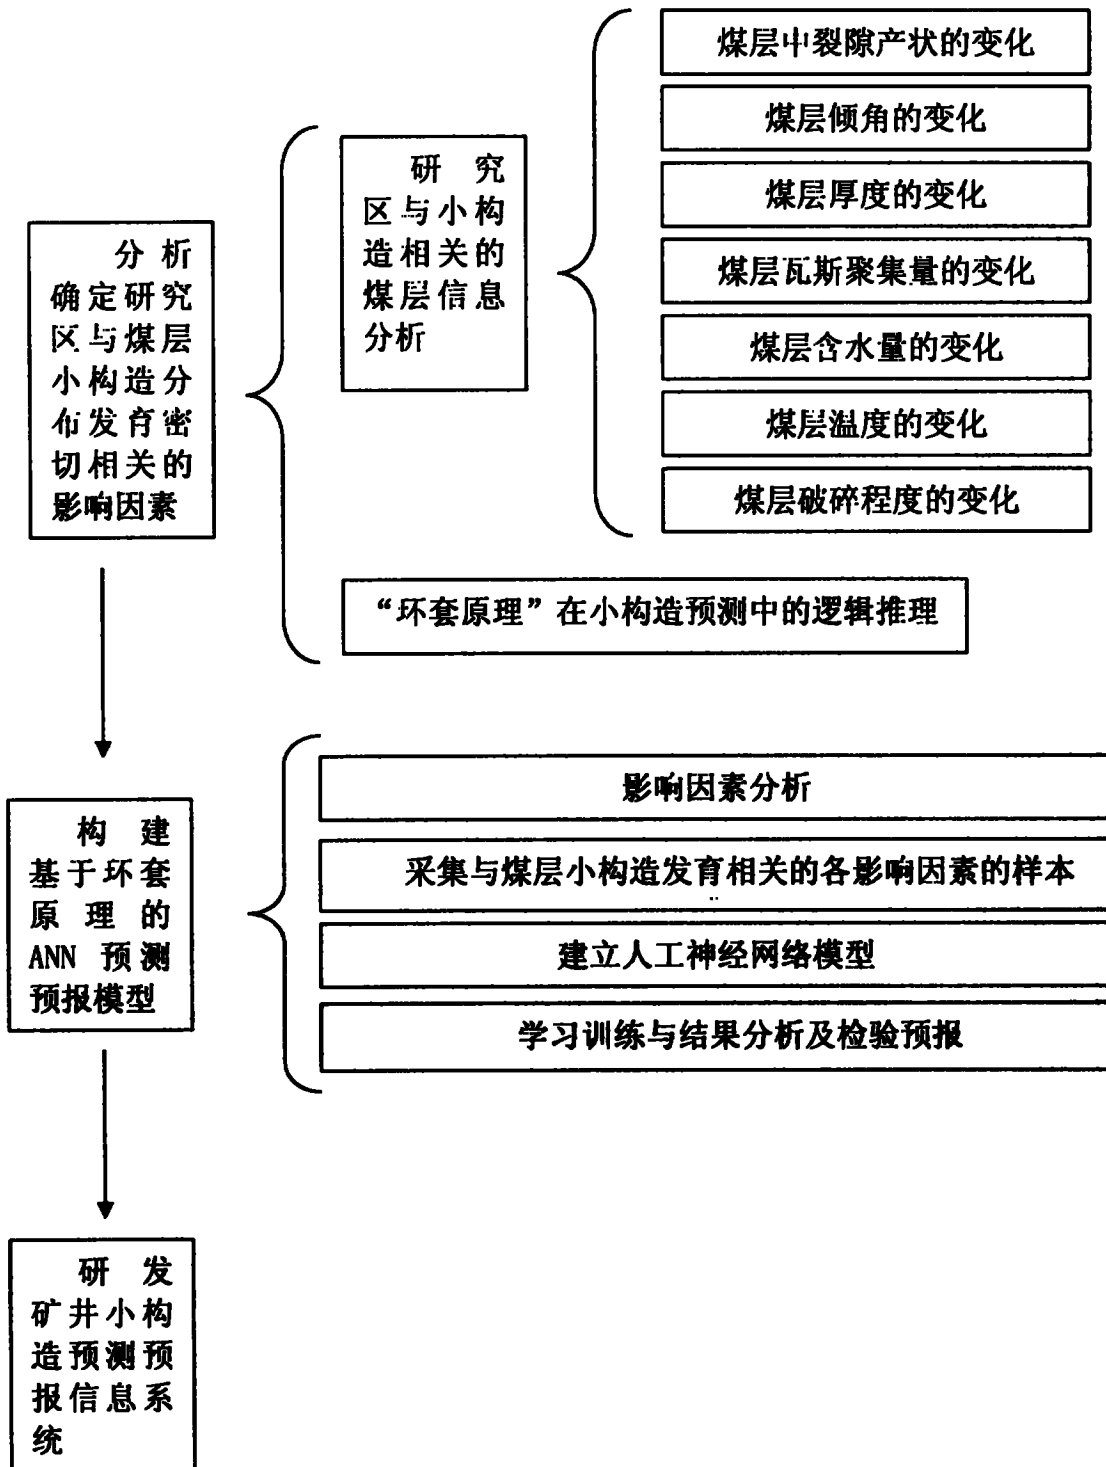 分析
确定研究
区与煤层
小构造分
布发育密
切相关的
影响因素
研究
区与小构
造相关的
煤层信息
分析
煤层中裂隙产状的变化
煤层倾角的变化
煤层厚度的变化
煤层瓦斯聚集量的变化
煤层含水量的变化
煤层温度的变化
煤层破碎程度的变化
“环套原理”在小构造预测中的逻辑推理
构建
基于环套
原理的
ANN 预测
预报模型
影响因素分析
采集与煤层小构造发育相关的各影响因素的样本
建立人工神经网络模型
学习训练与结果分析及检验预报
研发
矿井小构
造预测预
报信息系
统